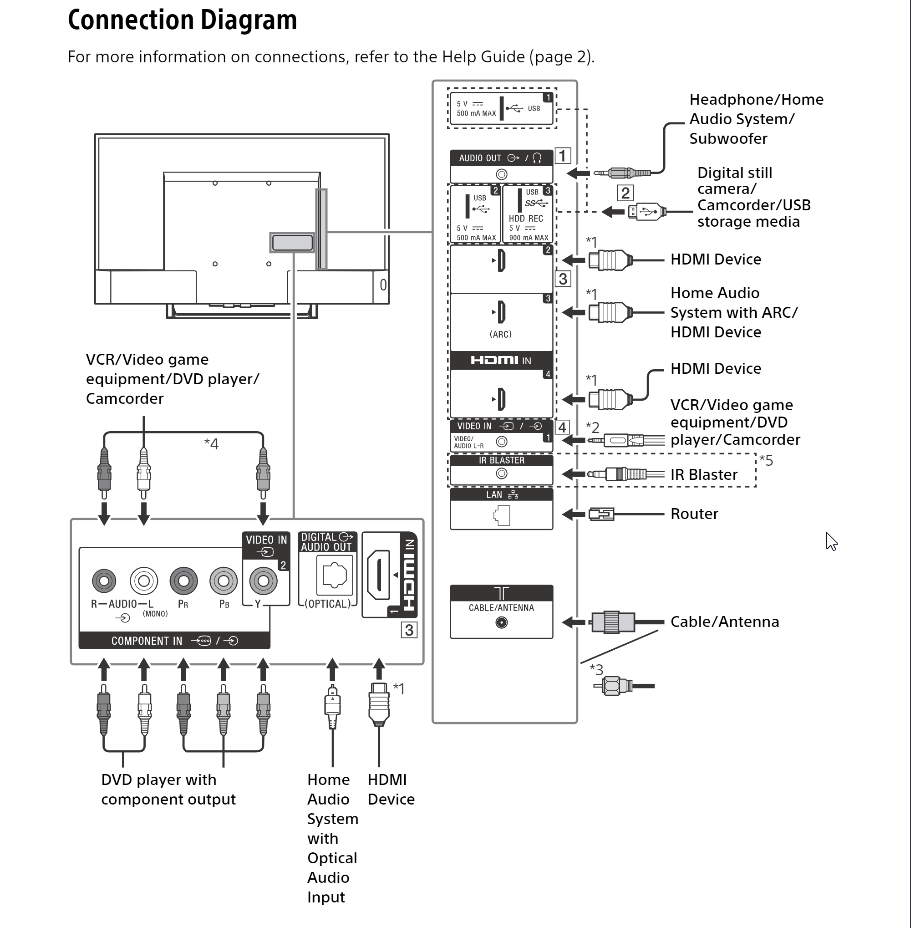 Connection Diagram
For more information on connections, refer to the Help Guide (page 2).
5 V
500 mA MAX
USB
1
Headphone/Home
Audio System/
Subwoofer
AUDIO OUT /
1
Digital still
camera/
Camcorder/USB
storage media
2
USB
2
5 V
500 mA MAX
USB
3
HDD REC
5 V
900 mA MAX
*1
HDMI Device
2
3
*1
Home Audio
System with ARC/
HDMI Device
3
(ARC)
HDMI IN
4
*1
HDMI Device
VIDEO IN /
4
VIDEO/
AUDIO L-R
1
*2
VCR/Video game
equipment/DVD
player/Camcorder
IR BLASTER
*5
IR Blaster
LAN
Router
CABLE/ANTENNA
Cable/Antenna
*3
VCR/Video game
equipment/DVD player/
Camcorder
*4
VIDEO IN
2
DIGITAL
AUDIO OUT
HDMI IN
1
R—AUDIO—L
(MONO)
PR
PB
Y
(OPTICAL)
3
COMPONENT IN /
*1
DVD player with
component output
Home
Audio
System
with
Optical
Audio
Input
HDMI
Device